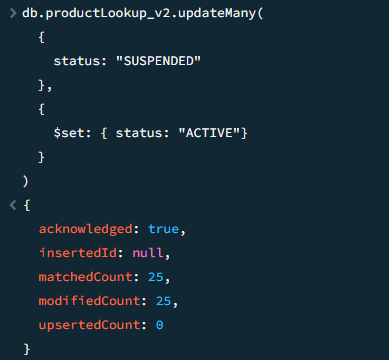 > db.productLookup_v2.updateMany(
{
status: "SUSPENDED"
},
{
$set: { status: "ACTIVE"}
}
)
< {
acknowledged: true,
insertedId: null,
matchedCount: 25,
modifiedCount: 25,
upsertedCount: 0
}